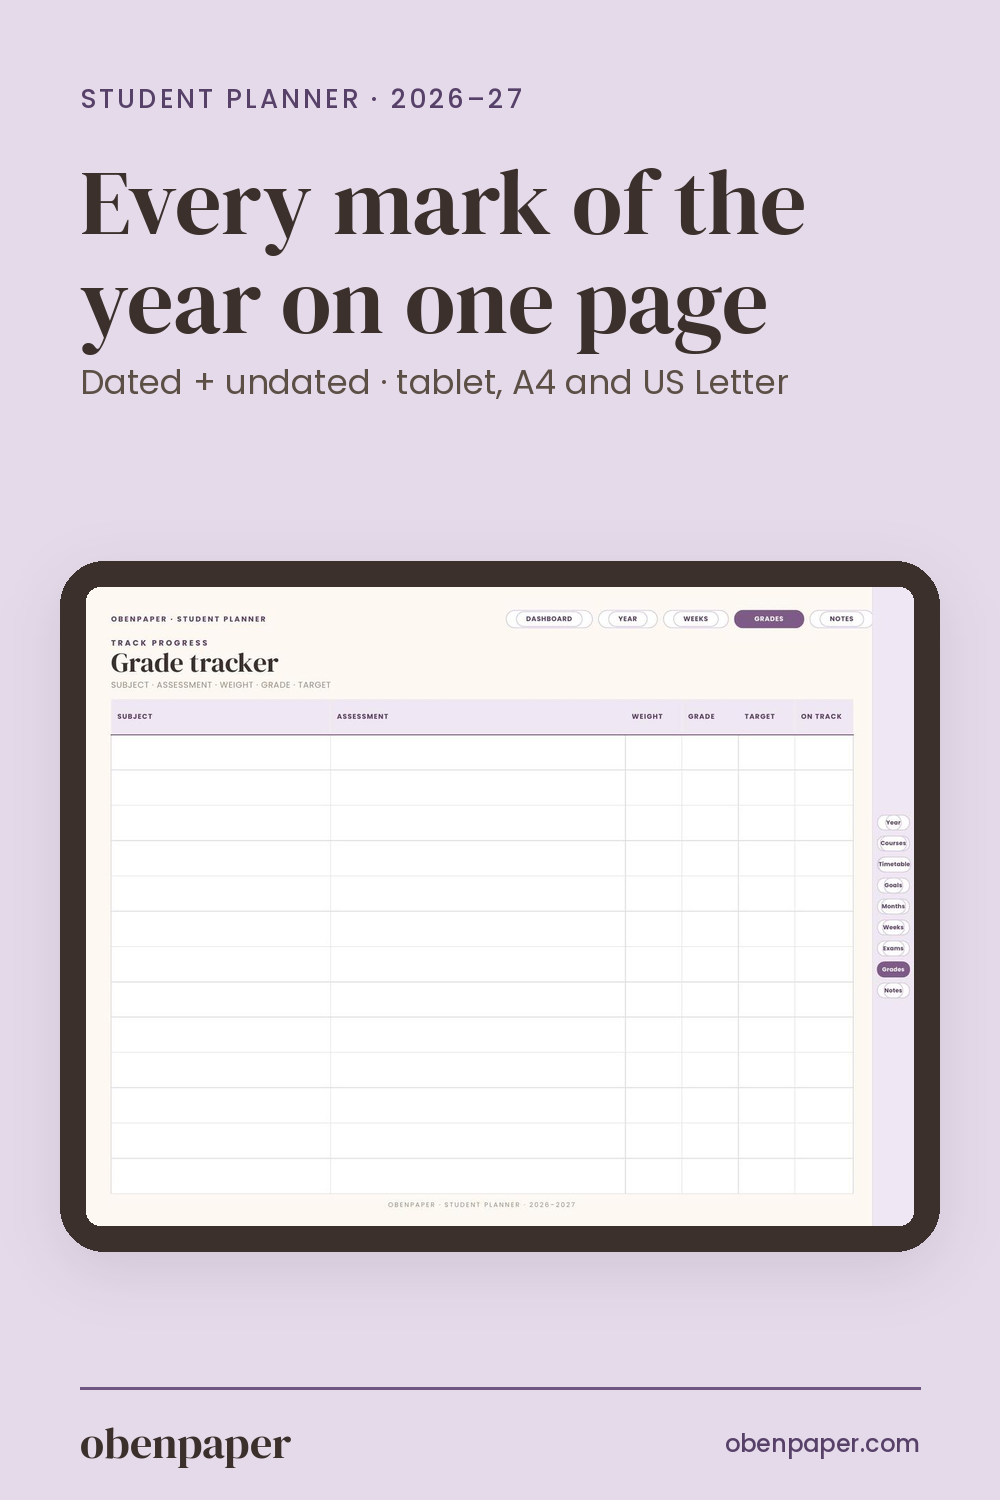 STUDENT PLANNER · 2026–27
Every mark of the
year on one page
Dated + undated · tablet, A4 and US Letter
OBENPAPER · STUDENT PLANNER
DASHBOARD
YEAR
WEEKS
GRADES
NOTES
TRACK PROGRESS
Grade tracker
SUBJECT · ASSESSMENT · WEIGHT · GRADE · TARGET
SUBJECT
ASSESSMENT
WEIGHT
GRADE
TARGET
ON TRACK
Year
Courses
Timetable
Goals
Months
Weeks
Exams
Grades
Notes
OBENPAPER · STUDENT PLANNER · 2026–2027
obenpaper
obenpaper.com